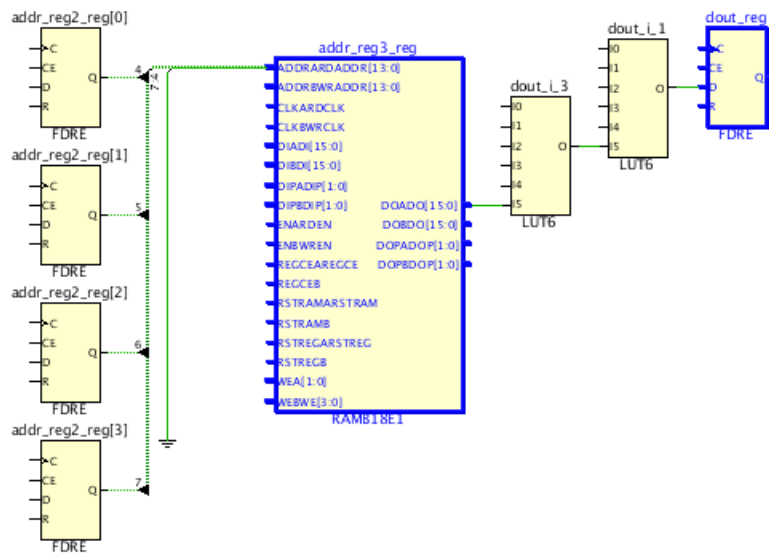 addr_reg2_reg[0]
C
CE
D
R
Q
FDRE
4
7:4
addr_reg2_reg[1]
C
CE
D
R
Q
FDRE
5
addr_reg2_reg[2]
C
CE
D
R
Q
FDRE
6
addr_reg2_reg[3]
C
CE
D
R
Q
FDRE
7
addr_reg3_reg
ADDRARDADDR[13:0]
ADDRBWRADDR[13:0]
CLKARDCLK
CLKBWRCLK
DIADI[15:0]
DIBDI[15:0]
DIPADIP[1:0]
DIPBDIP[1:0]
ENARDEN
ENBWREN
REGCEAREGCE
REGCEB
RSTRAMARSTRAM
RSTRAMB
RSTREGARSTREG
RSTREGB
WEA[1:0]
WEBWE[3:0]
DOADO[15:0]
DOBDO[15:0]
DOPADOP[1:0]
DOPBDOP[1:0]
RAMB18E1
dout_i_3
I0
I1
I2
I3
I4
I5
O
LUT6
dout_i_1
I0
I1
I2
I3
I4
I5
O
LUT6
dout_reg
C
CE
D
R
Q
FDRE